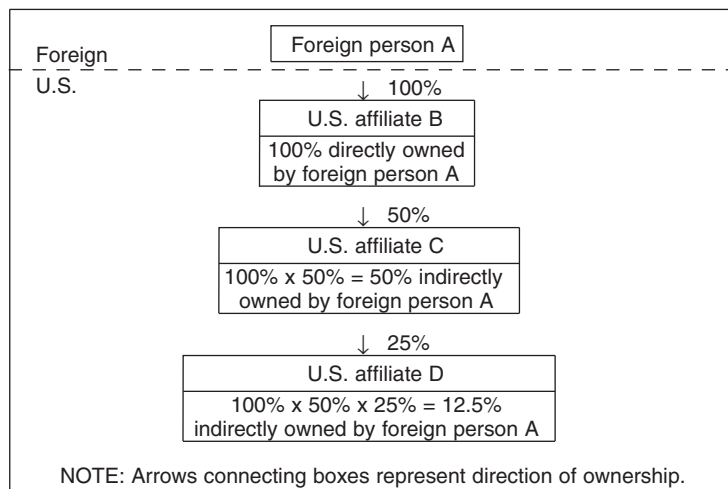 Foreign person A
Foreign
U.S.
↓ 100%
U.S. affiliate B
100% directly owned
by foreign person A
↓ 50%
U.S. affiliate C
100% x 50% = 50% indirectly
owned by foreign person A
↓ 25%
U.S. affiliate D
100% x 50% x 25% = 12.5%
indirectly owned by foreign person A
NOTE: Arrows connecting boxes represent direction of ownership.